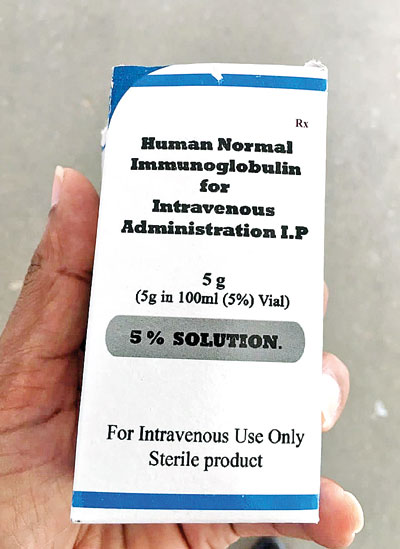 Rx
Human Normal
Immunoglobulin
for
Intravenous
Administration I.P
5 g
(5g in 100ml (5%) Vial)
5 % SOLUTION.
For Intravenous Use Only
Sterile product